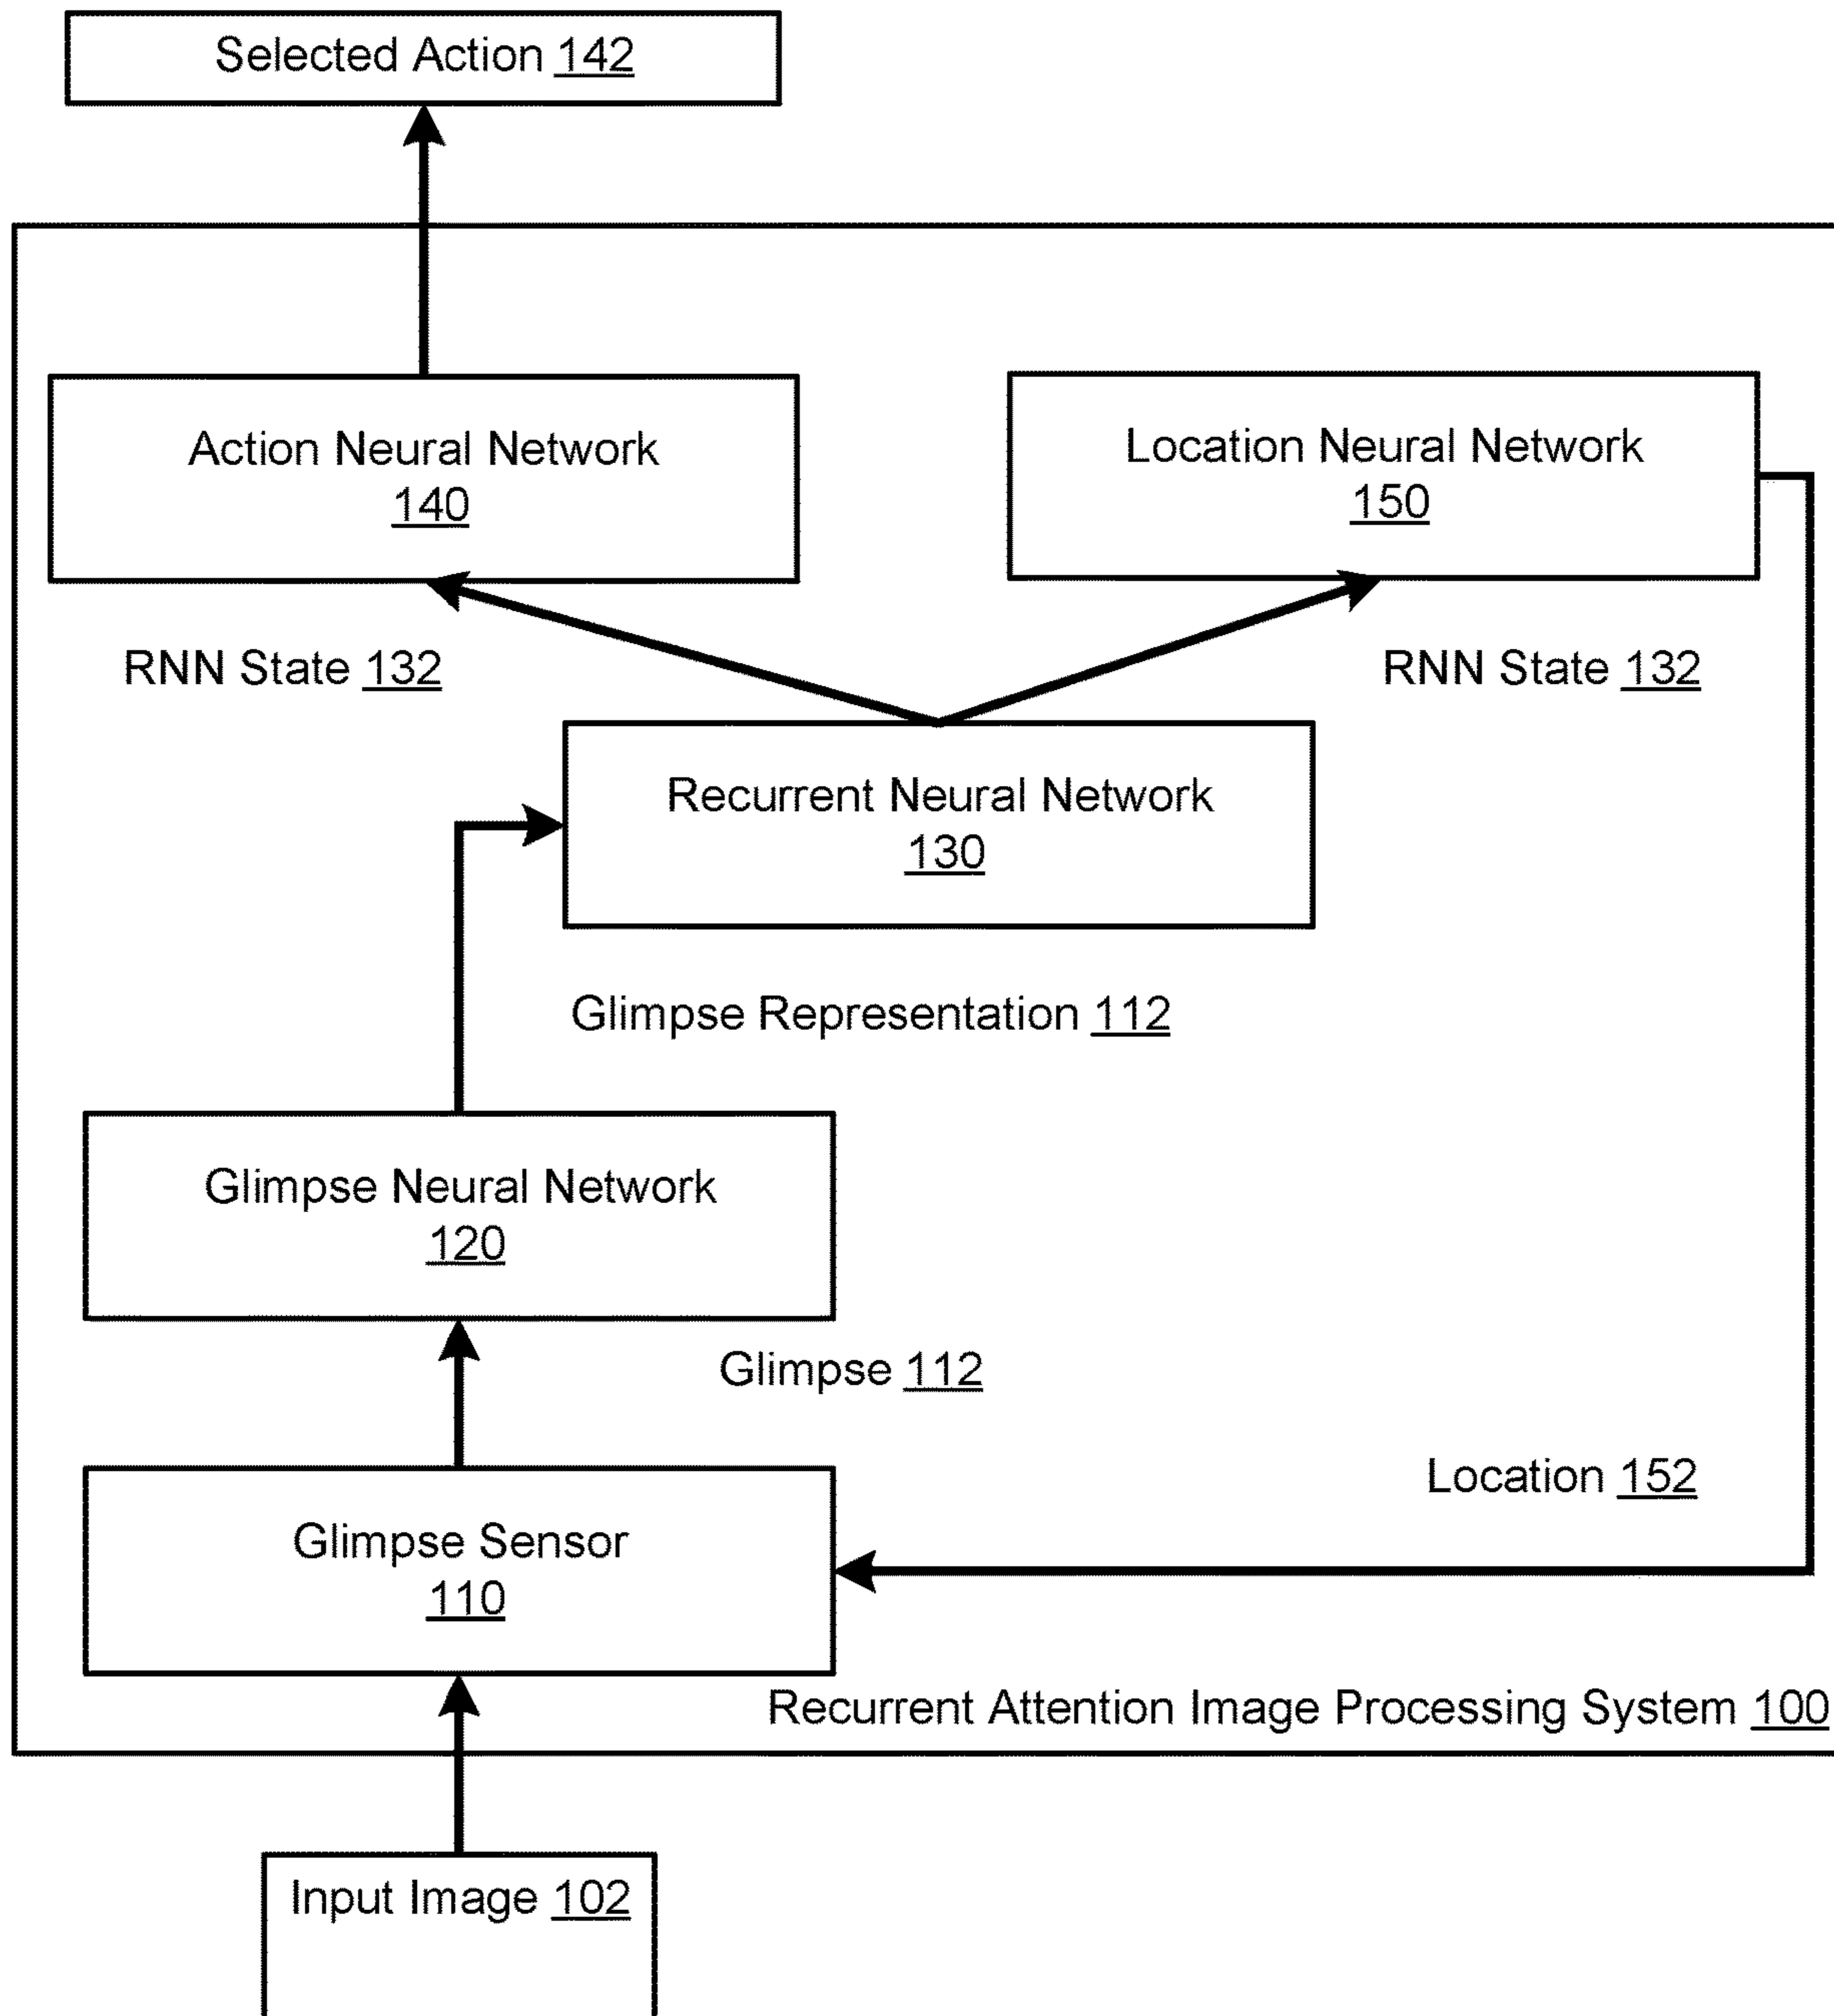 Selected Action 142
Action Neural Network
140
Location Neural Network
150
RNN State 132
RNN State 132
Recurrent Neural Network
130
Glimpse Representation 112
Glimpse Neural Network
120
Glimpse 112
Location 152
Glimpse Sensor
110
Recurrent Attention Image Processing System 100
Input Image 102